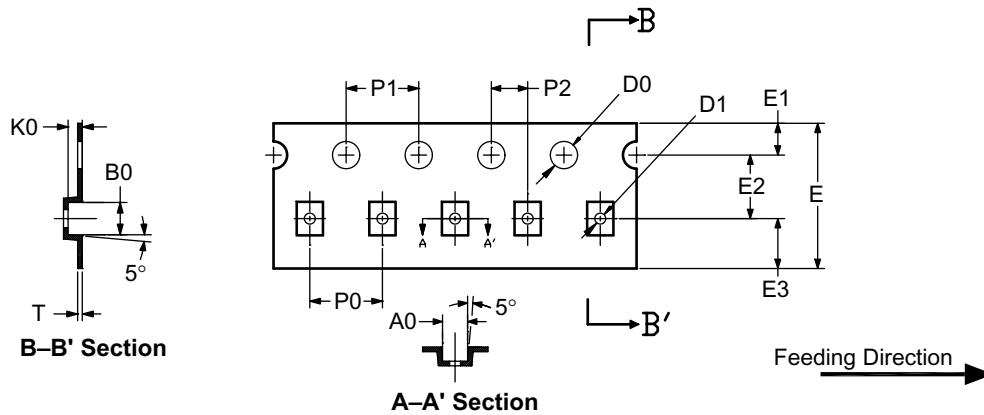 B
P1
P2
D0
D1
E1
K0
B0
E2
E
A
A'
5°
E3
P0
T
A0
5°
B'
B–B' Section
Feeding Direction
A–A' Section